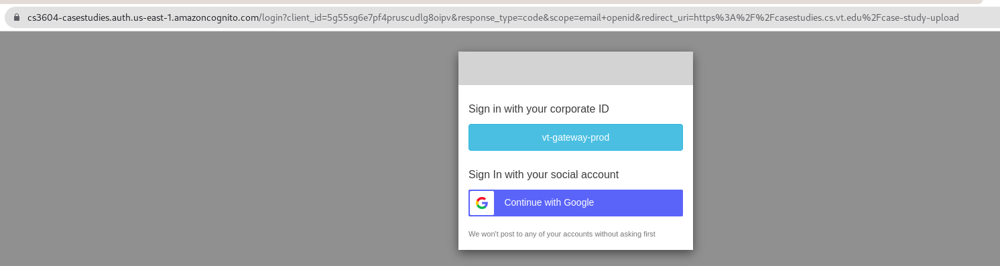 cs3604-casestudies.auth.us-east-1.amazoncognito.com/login?client_id=5g55sg6e7pf4pruscudlg8oipv&response_type=code&scope=email+openid&redirect_uri=https%3A%2F%2Fcasestudies.cs.vt.edu%2Fcase-study-upload
Sign in with your corporate ID
vt-gateway-prod
Sign In with your social account
Continue with Google
We won't post to any of your accounts without asking first